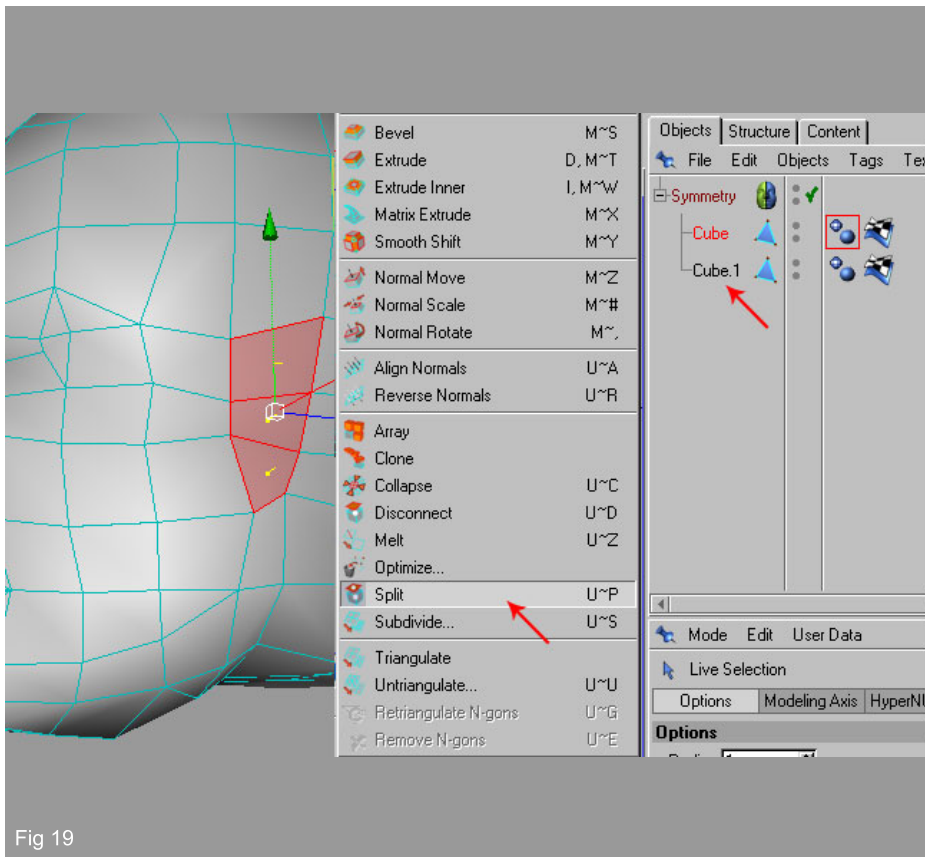 Bevel M~S
Extrude D, M~T
Extrude Inner I, M~W
Matrix Extrude M~X
Smooth Shift M~Y
Normal Move M~Z
Normal Scale M~#
Normal Rotate M~,
Align Normals U~A
Reverse Normals U~R
Array
Clone
Collapse U~C
Disconnect U~D
Melt U~Z
Optimize...
Split U~P
Subdivide... U~S
Triangulate
Untriangulate... U~U
Retriangulate N-gons U~G
Remove N-gons U~E
Objects Structure Content
File Edit Objects Tags Tex
Symmetry
Cube
Cube.1
Mode Edit User Data
Live Selection
Options Modeling Axis HyperNU
Options
Fig 19